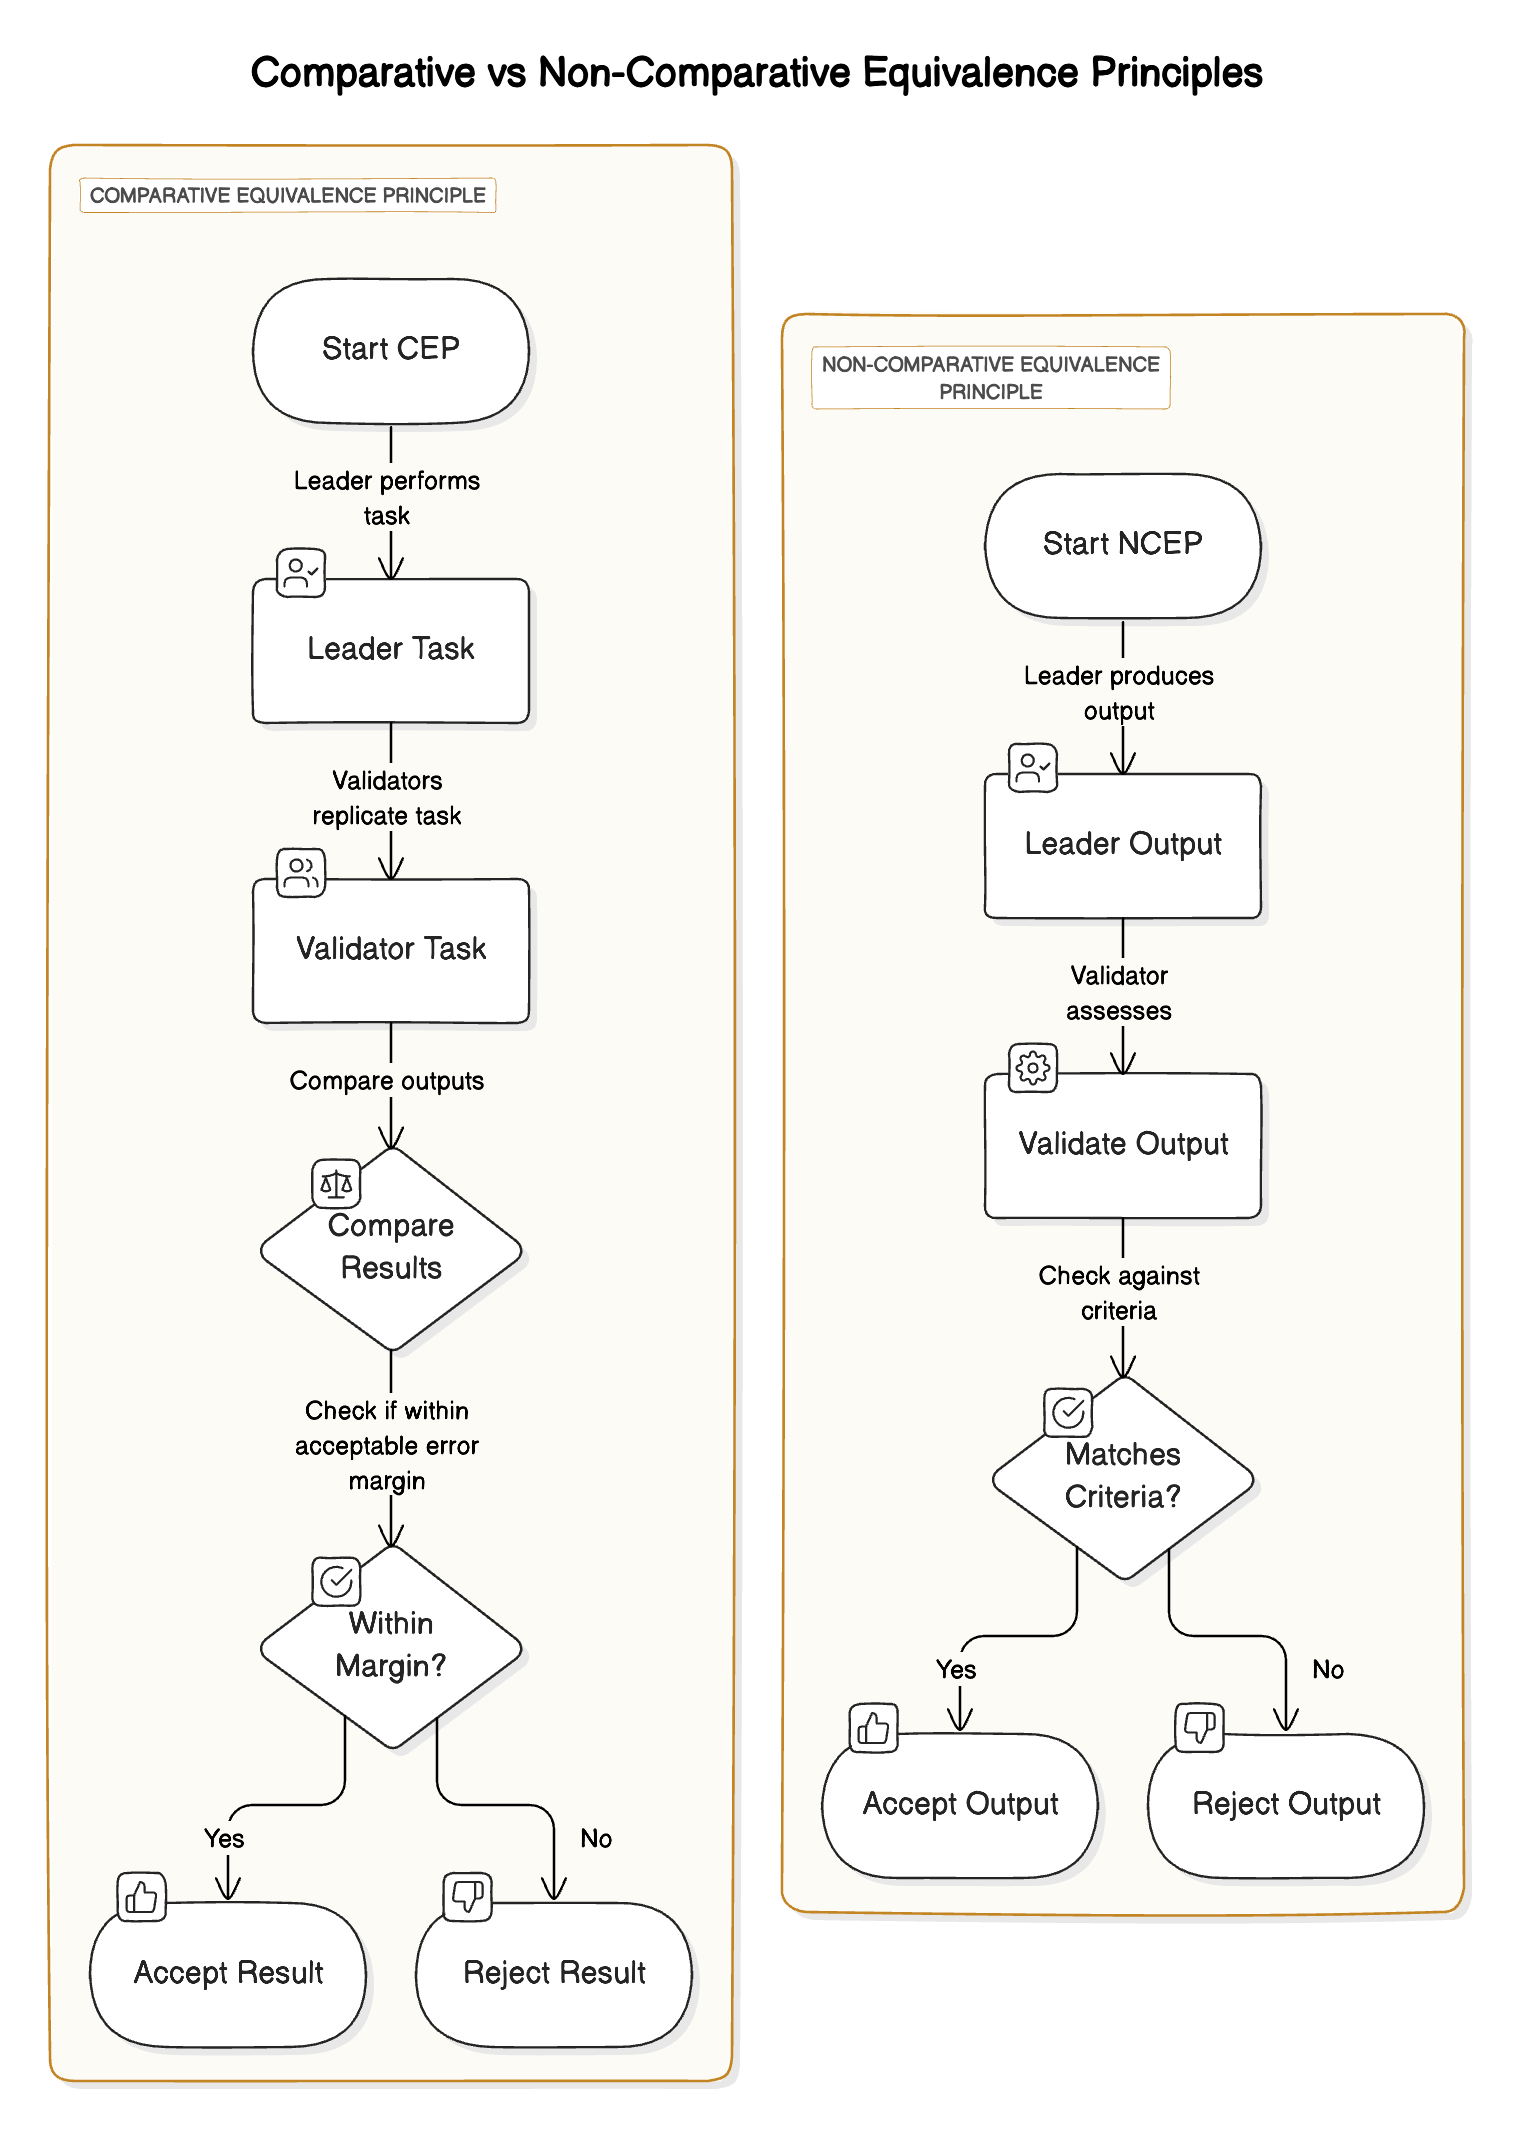 Comparative vs Non-Comparative Equivalence Principles
COMPARATIVE EQUIVALENCE PRINCIPLE
Start CEP
Leader performs
task
Leader Task
Validators
replicate task
Validator Task
Compare outputs
Compare
Results
Check if within
acceptable error
margin
Within
Margin?
Yes
No
Accept Result
Reject Result
NON-COMPARATIVE EQUIVALENCE
PRINCIPLE
Start NCEP
Leader produces
output
Leader Output
Validator
assesses
Validate Output
Check against
criteria
Matches
Criteria?
Yes
No
Accept Output
Reject Output